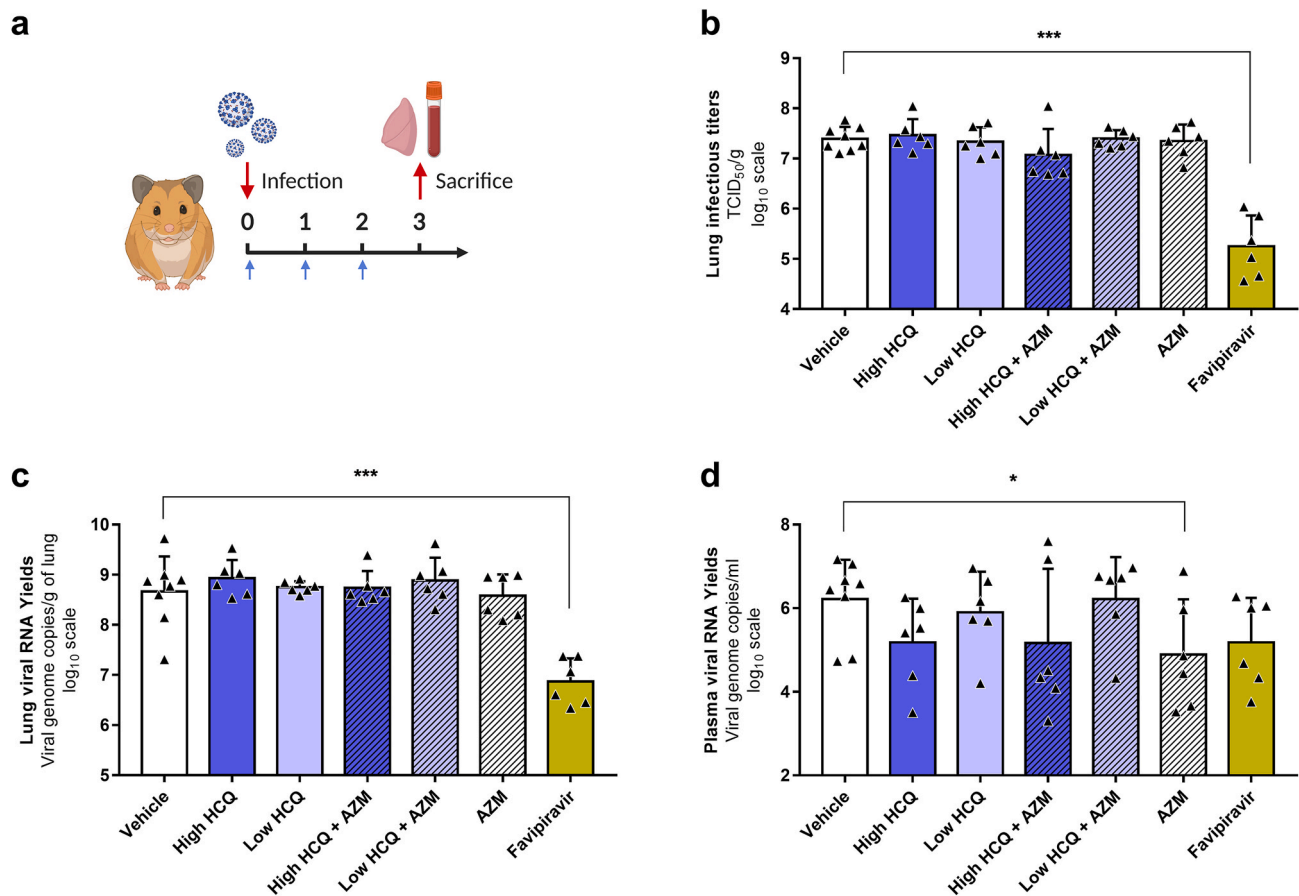 a
Infection
Sacrifice
0 1 2 3
b
***
Lung infectious titers
TCID50/g
log10 scale
9
8
7
6
5
4
Vehicle
High HCQ
Low HCQ
High HCQ + AZM
Low HCQ + AZM
AZM
Favipiravir
c
***
Lung viral RNA Yields
Viral genome copies/g of lung
log10 scale
10
9
8
7
6
5
Vehicle
High HCQ
Low HCQ
High HCQ + AZM
Low HCQ + AZM
AZM
Favipiravir
d
*
Plasma viral RNA Yields
Viral genome copies/ml
log10 scale
8
6
4
2
Vehicle
High HCQ
Low HCQ
High HCQ + AZM
Low HCQ + AZM
AZM
Favipiravir